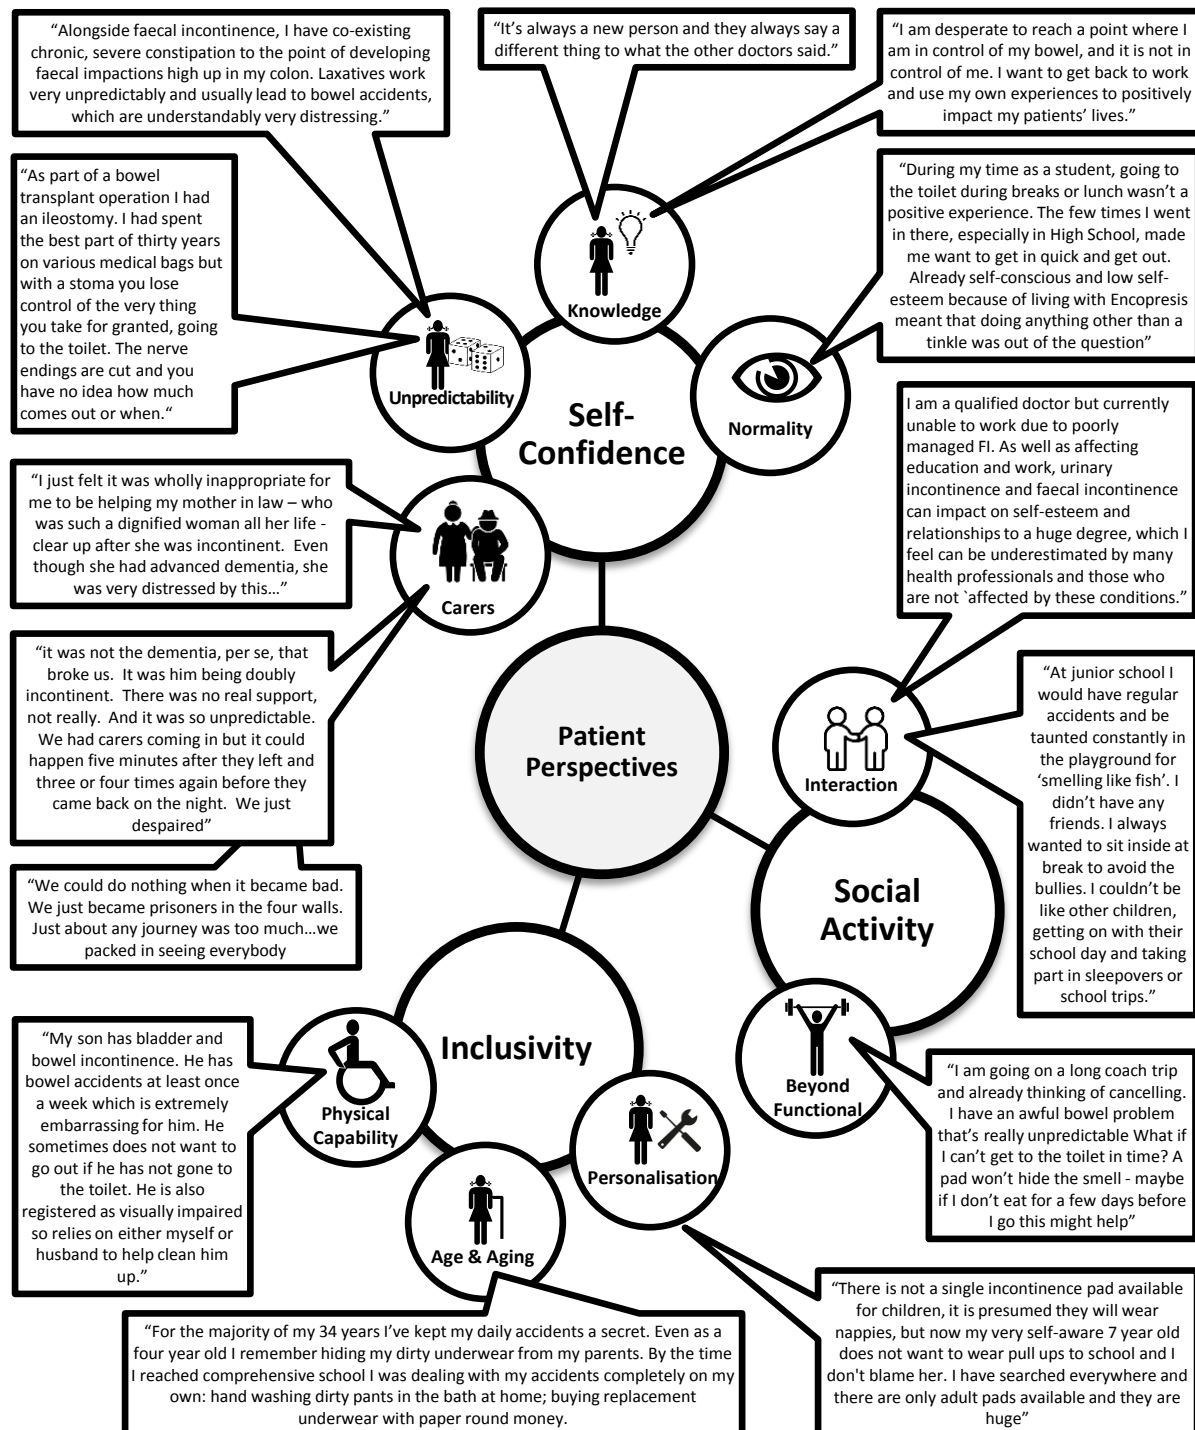 “Alongside faecal incontinence, I have co-existing
chronic, severe constipation to the point of developing
faecal impactions high up in my colon. Laxatives work
very unpredictably and usually lead to bowel accidents,
which are understandably very distressing.”
“It’s always a new person and they always say a
different thing to what the other doctors said.”
“I am desperate to reach a point where I
am in control of my bowel, and it is not in
control of me. I want to get back to work
and use my own experiences to positively
impact my patients’ lives.”
“As part of a bowel
transplant operation I had
an ileostomy. I had spent
the best part of thirty years
on various medical bags but
with a stoma you lose
control of the very thing
you take for granted, going
to the toilet. The nerve
endings are cut and you
have no idea how much
comes out or when.“
“During my time as a student, going to
the toilet during breaks or lunch wasn’t a
positive experience. The few times I went
in there, especially in High School, made
me want to get in quick and get out.
Already self-conscious and low self-
esteem because of living with Encopresis
meant that doing anything other than a
tinkle was out of the question”
Knowledge
Unpredictability
Normality
Self-
Confidence
I am a qualified doctor but currently
unable to work due to poorly
managed FI. As well as affecting
education and work, urinary
incontinence and faecal incontinence
can impact on self-esteem and
relationships to a huge degree, which I
feel can be underestimated by many
health professionals and those who
are not `affected by these conditions.”
“I just felt it was wholly inappropriate for
me to be helping my mother in law – who
was such a dignified woman all her life -
clear up after she was incontinent.  Even
though she had advanced dementia, she
was very distressed by this…”
Carers
“it was not the dementia, per se, that
broke us.  It was him being doubly
incontinent.  There was no real support,
not really.  And it was so unpredictable.
We had carers coming in but it could
happen five minutes after they left and
three or four times again before they
came back on the night.  We just
despaired”
Patient
Perspectives
Interaction
“At junior school I
would have regular
accidents and be
taunted constantly in
the playground for
‘smelling like fish’. I
didn’t have any
friends. I always
wanted to sit inside at
break to avoid the
bullies. I couldn’t be
like other children,
getting on with their
school day and taking
part in sleepovers or
school trips.”
“We could do nothing when it became bad.
We just became prisoners in the four walls.
Just about any journey was too much…we
packed in seeing everybody
Social
Activity
Inclusivity
“My son has bladder and
bowel incontinence. He has
bowel accidents at least once
a week which is extremely
embarrassing for him. He
sometimes does not want to
go out if he has not gone to
the toilet. He is also
registered as visually impaired
so relies on either myself or
husband to help clean him
up.”
Physical
Capability
Beyond
Functional
“I am going on a long coach trip
and already thinking of cancelling.
I have an awful bowel problem
that’s really unpredictable What if
I can’t get to the toilet in time? A
pad won’t hide the smell - maybe
if I don’t eat for a few days before
I go this might help”
Personalisation
Age & Aging
“For the majority of my 34 years I’ve kept my daily accidents a secret. Even as a
four year old I remember hiding my dirty underwear from my parents. By the time
I reached comprehensive school I was dealing with my accidents completely on my
own: hand washing dirty pants in the bath at home; buying replacement
underwear with paper round money.
“There is not a single incontinence pad available
for children, it is presumed they will wear
nappies, but now my very self-aware 7 year old
does not want to wear pull ups to school and I
don't blame her. I have searched everywhere and
there are only adult pads available and they are
huge”